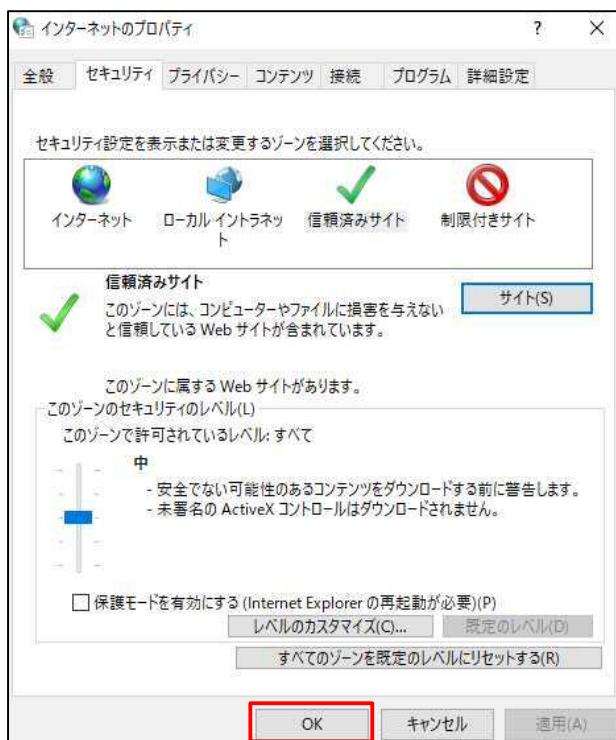 インターネットのプロパティ ? ×
全般 セキュリティ プライバシー コンテンツ 接続 プログラム 詳細設定
セキュリティ設定を表示または変更するゾーンを選択してください。
インターネット ローカル イントラネッ 信頼済みサイト 制限付きサイト
ト
信頼済みサイト
サイト(S)
このゾーンには、コンピューターやファイルに損害を与えない
と信頼している Web サイトが含まれています。
このゾーンに属する Web サイトがあります。
このゾーンのセキュリティのレベル(L)
このゾーンで許可されているレベル: すべて
中
- 安全でない可能性のあるコンテンツをダウンロードする前に警告します。
- 未署名の ActiveX コントロールはダウンロードされません。
保護モードを有効にする (Internet Explorer の再起動が必要)(P)
レベルのカスタマイズ(C)... 既定のレベル(D)
すべてのゾーンを既定のレベルにリセットする(R)
OK キャンセル 適用(A)